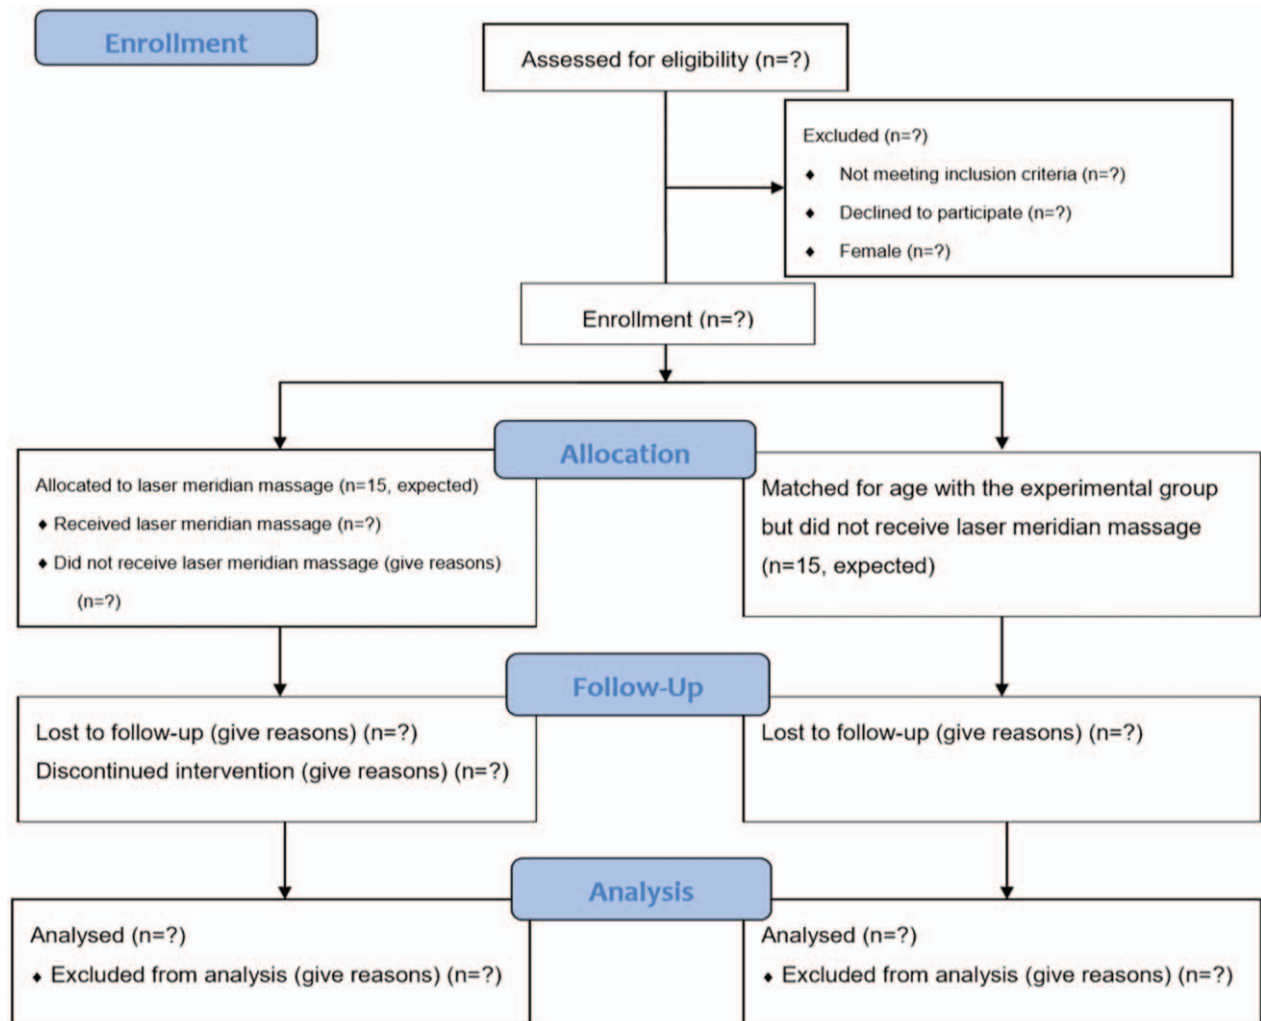 Enrollment
Assessed for eligibility (n=?)
Excluded (n=?)
♦ Not meeting inclusion criteria (n=?)
♦ Declined to participate (n=?)
♦ Female (n=?)
Enrollment (n=?)
Allocation
Allocated to laser meridian massage (n=15, expected)
♦ Received laser meridian massage (n=?)
♦ Did not receive laser meridian massage (give reasons)
(n=?)
Matched for age with the experimental group
but did not receive laser meridian massage
(n=15, expected)
Follow-Up
Lost to follow-up (give reasons) (n=?)
Discontinued intervention (give reasons) (n=?)
Lost to follow-up (give reasons) (n=?)
Analysis
Analysed (n=?)
♦ Excluded from analysis (give reasons) (n=?)
Analysed (n=?)
♦ Excluded from analysis (give reasons) (n=?)